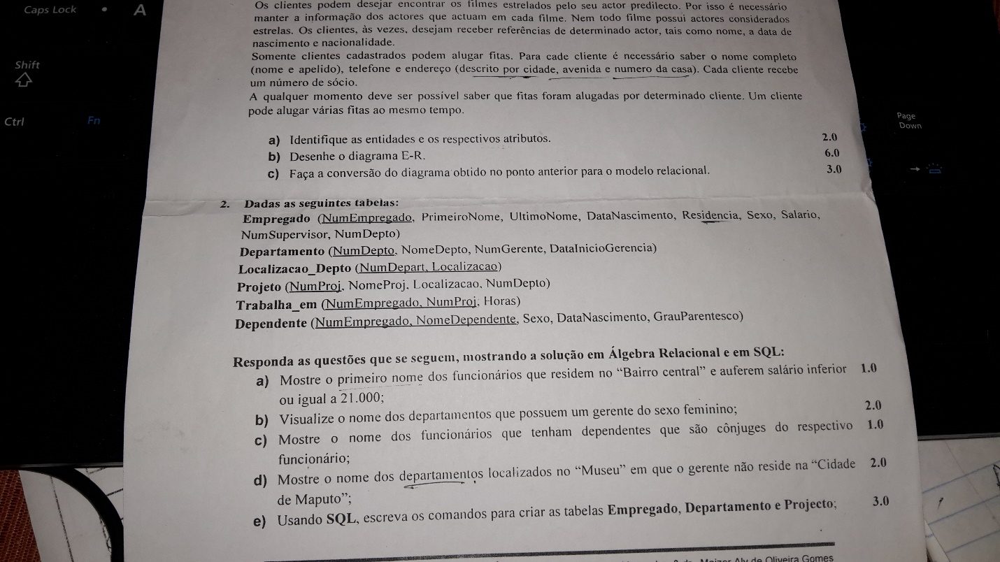 Caps Lock
A
Shift
Ctrl
Fn
Page
Down
Os clientes podem desejar encontrar os filmes estrelados pelo seu actor predilecto. Por isso é necessário
manter a informação dos actores que actuam em cada filme. Nem todo filme possui actores considerados
estrelas. Os clientes, às vezes, desejam receber referências de determinado actor, tais como nome, a data de
nascimento e nacionalidade.
Somente clientes cadastrados podem alugar fitas. Para cade cliente é necessário saber o nome completo
(nome e apelido), telefone e endereço (descrito por cidade, avenida e numero da casa). Cada cliente recebe
um número de sócio.
A qualquer momento deve ser possível saber que fitas foram alugadas por determinado cliente. Um cliente
pode alugar várias fitas ao mesmo tempo.
a) Identifique as entidades e os respectivos atributos. 2.0
b) Desenhe o diagrama E-R. 6.0
c) Faça a conversão do diagrama obtido no ponto anterior para o modelo relacional. 3.0
2. Dadas as seguintes tabelas:
Empregado (NumEmpregado, PrimeiroNome, UltimoNome, DataNascimento, Residencia, Sexo, Salario,
NumSupervisor, NumDepto)
Departamento (NumDepto, NomeDepto, NumGerente, DataInicioGerencia)
Localizacao_Depto (NumDepart, Localizacao)
Projeto (NumProj, NomeProj, Localizacao, NumDepto)
Trabalha_em (NumEmpregado, NumProj, Horas)
Dependente (NumEmpregado, NomeDependente, Sexo, DataNascimento, GrauParentesco)
Responda as questões que se seguem, mostrando a solução em Álgebra Relacional e em SQL:
a) Mostre o primeiro nome dos funcionários que residem no “Bairro central” e auferem salário inferior 1.0
ou igual a 21.000;
b) Visualize o nome dos departamentos que possuem um gerente do sexo feminino; 2.0
c) Mostre o nome dos funcionários que tenham dependentes que são cônjuges do respectivo 1.0
funcionário;
d) Mostre o nome dos departamentos localizados no “Museu” em que o gerente não reside na “Cidade 2.0
de Maputo”;
e) Usando SQL, escreva os comandos para criar as tabelas Empregado, Departamento e Projecto; 3.0
Aly de Oliveira Gomes